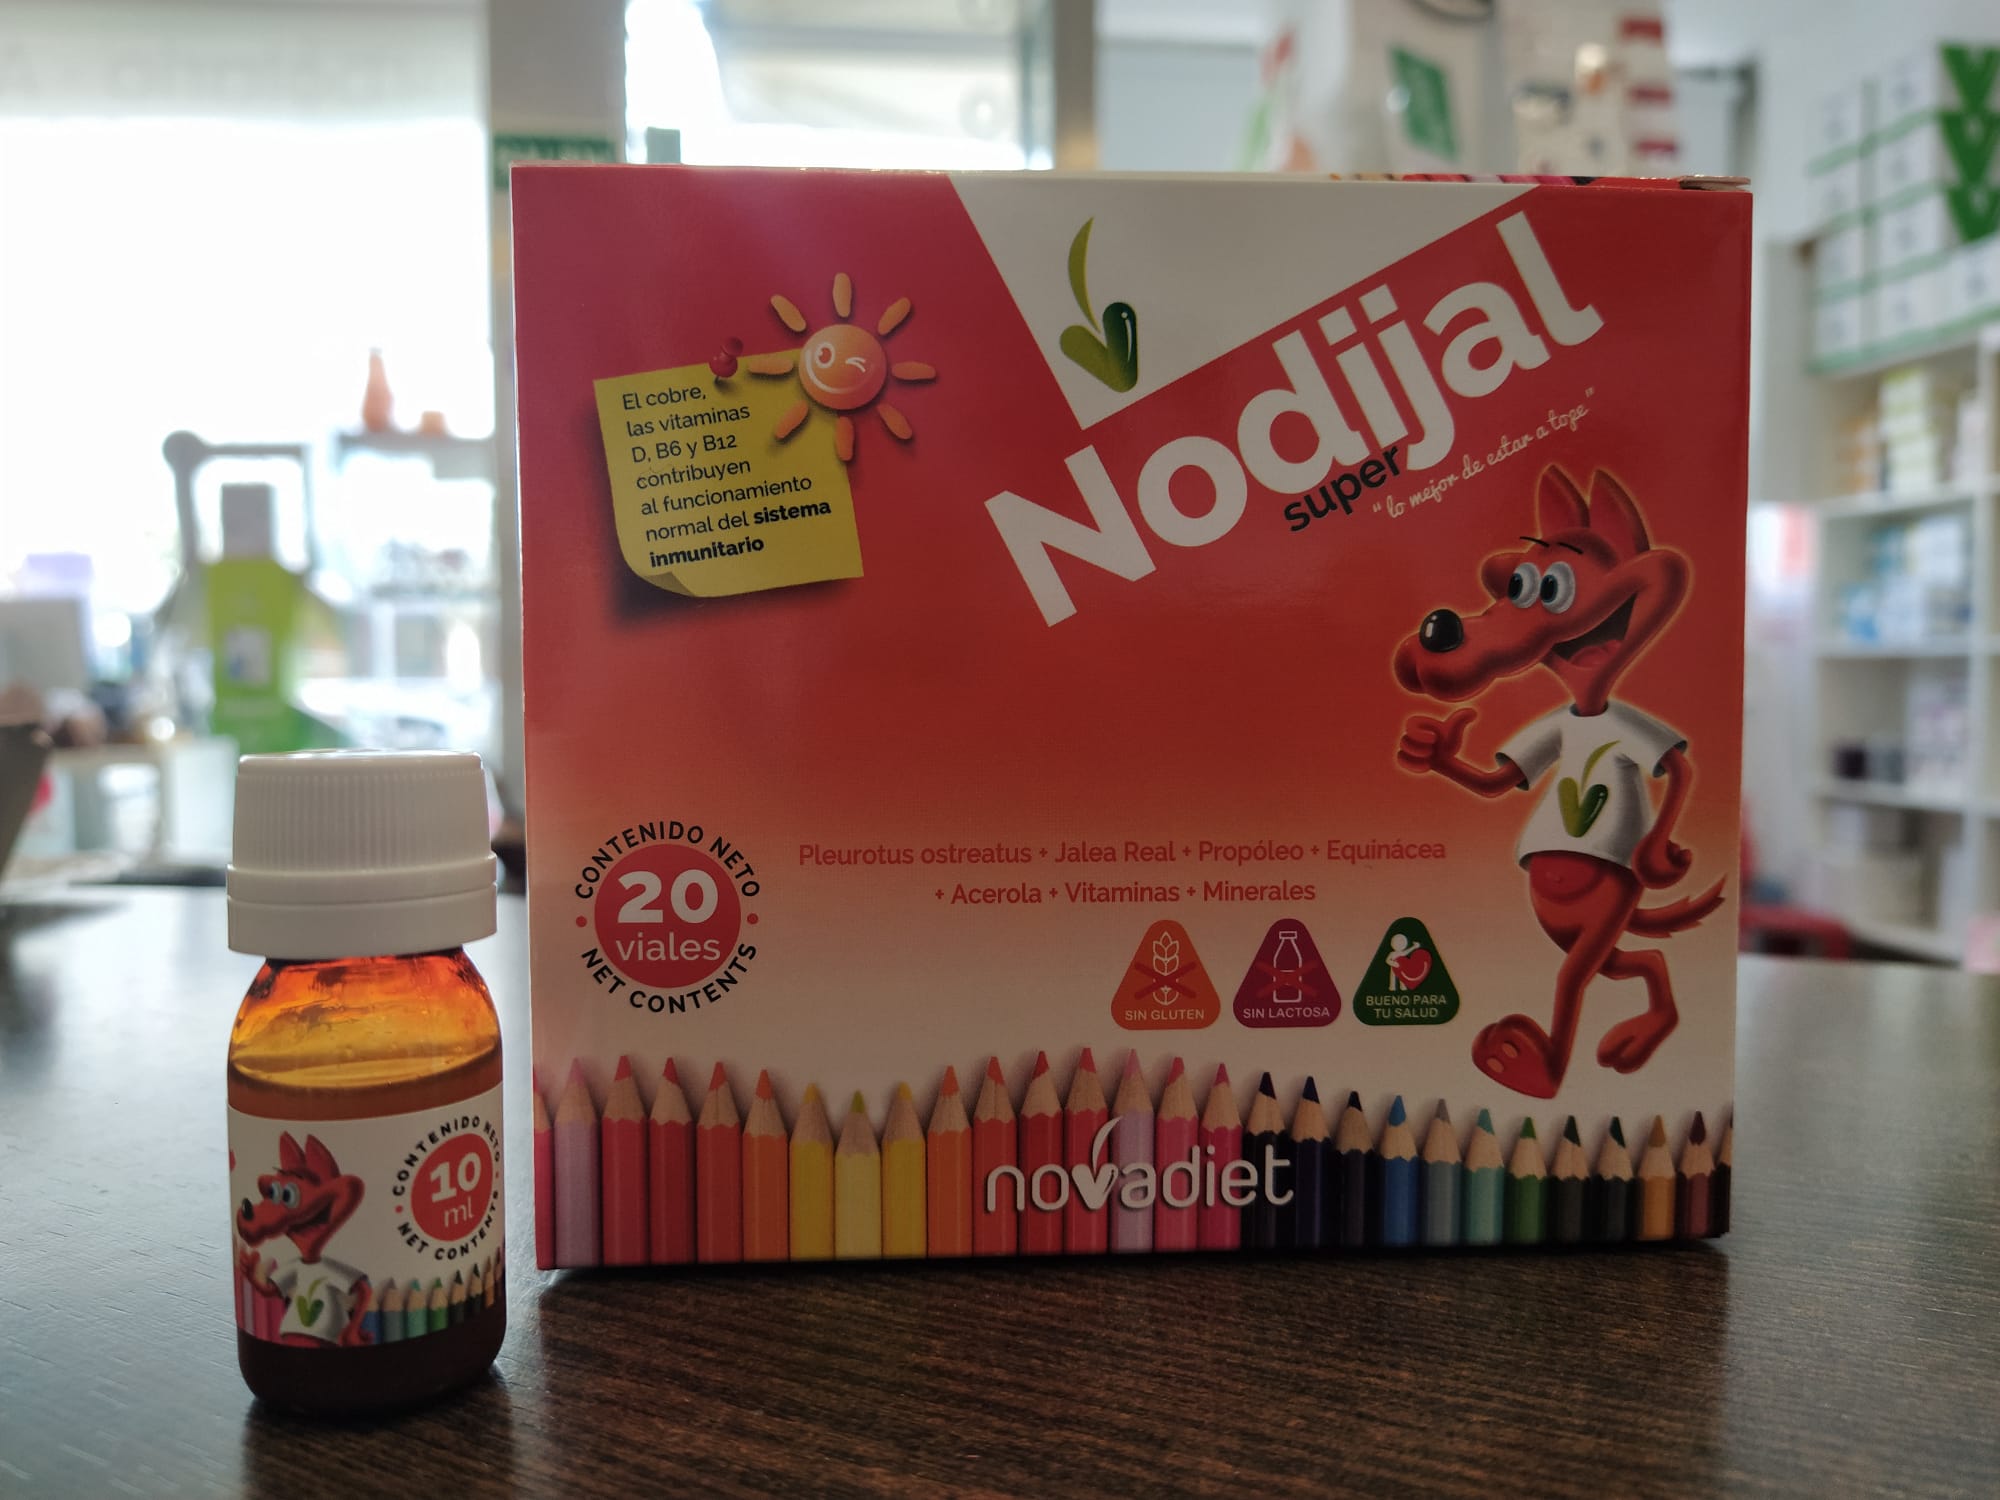 Nodijal
super
"lo mejor de estar a tope"
El cobre,
las vitaminas
D, B6 y B12
contribuyen
al funcionamiento
normal del sistema
inmunitario
CONTENIDO NETO
20
viales
NET CONTENTS
Pleurotus ostreatus + Jalea Real + Propóleo + Equinácea
+ Acerola + Vitaminas + Minerales
SIN GLUTEN
SIN LACTOSA
BUENO PARA
TU SALUD
novadiet
CONTENIDO NETO
10
ml
NET CONTENTS